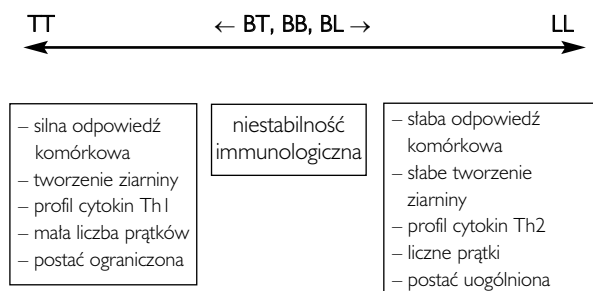 TT ← BT, BB, BL → LL
– silna odpowiedź
komórkowa
– tworzenie ziarniny
– profil cytokin Th1
– mała liczba prątków
– postać ograniczona
niestabilność
immunologiczna
– słaba odpowiedź
komórkowa
– słabe tworzenie
ziarniny
– profil cytokin Th2
– liczne prątki
– postać uogólniona